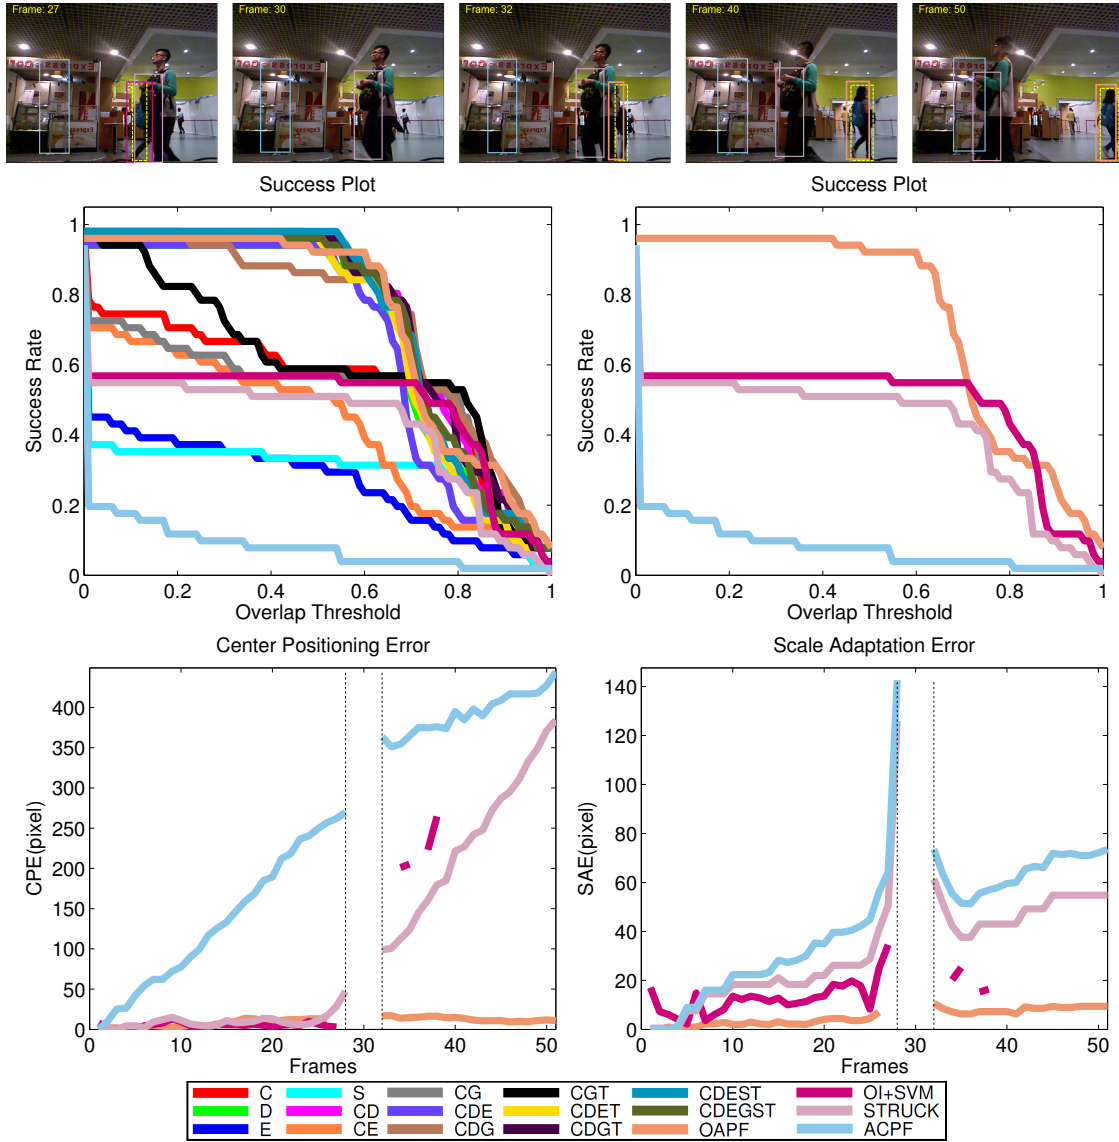 Frame: 27 Frame: 30 Frame: 32 Frame: 40 Frame: 50
Success Plot
Success Rate
1
0.8
0.6
0.4
0.2
0
0 0.2 0.4 0.6 0.8 1
Overlap Threshold
Success Plot
Success Rate
1
0.8
0.6
0.4
0.2
0
0 0.2 0.4 0.6 0.8 1
Overlap Threshold
Center Positioning Error
CPE(pixel)
400
350
300
250
200
150
100
50
0
0 10 20 30 40 50
Frames
Scale Adaptation Error
SAE(pixel)
140
120
100
80
60
40
20
0
0 10 20 30 40 50
Frames
C S CG CGT CDEST OI+SVM
D CD CDE CDET CDEGST STRUCK
E CE CDG CDGT OAPF ACPF